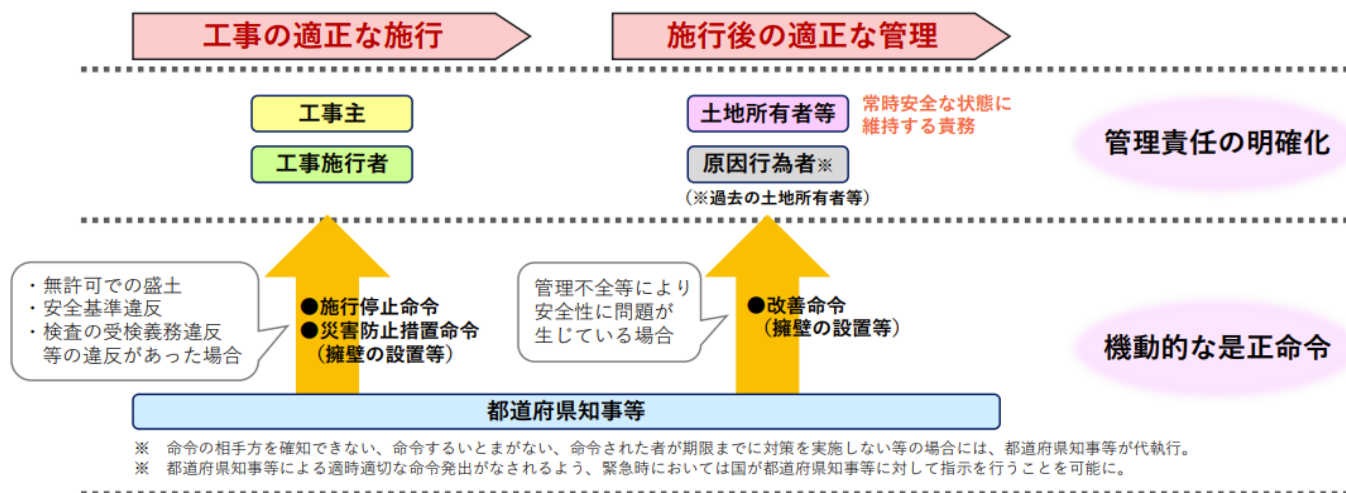 工事の適正な施行
施行後の適正な管理
工事主
工事施行者
土地所有者等
常時安全な状態に
維持する責務
原因行為者※
(※過去の土地所有者等)
管理責任の明確化
・無許可での盛土
・安全基準違反
・検査の受検義務違反
等の違反があった場合
●施行停止命令
●災害防止措置命令
(擁壁の設置等)
管理不全等により
安全性に問題が
生じている場合
●改善命令
(擁壁の設置等)
機動的な是正命令
都道府県知事等
※ 命令の相手方を確知できない、命令するいとまがない、命令された者が期限までに対策を実施しない等の場合には、都道府県知事等が代執行。
※ 都道府県知事等による適時適切な命令発出がなされるよう、緊急時においては国が都道府県知事等に対して指示を行うことを可能に。